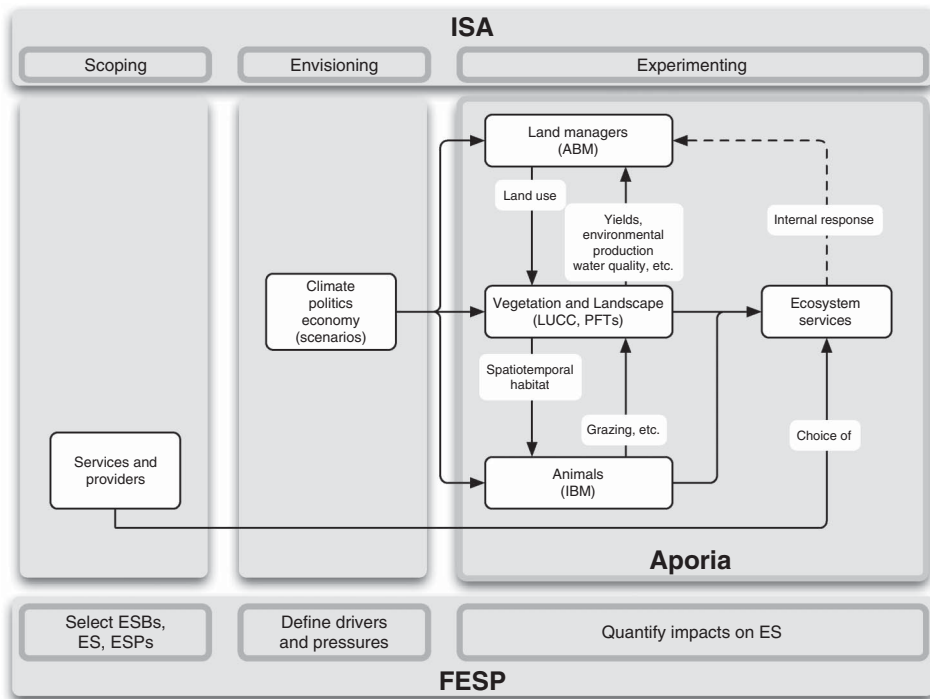 ISA
Scoping
Envisioning
Experimenting
Land managers
(ABM)
Land use
Yields,
environmental
production
water quality, etc.
Internal response
Climate
politics
economy
(scenarios)
Vegetation and Landscape
(LUCC, PFTs)
Ecosystem
services
Spatiotemporal
habitat
Grazing, etc.
Choice of
Services and
providers
Animals
(IBM)
Aporia
Select ESBs,
ES, ESPs
Define drivers
and pressures
Quantify impacts on ES
FESP